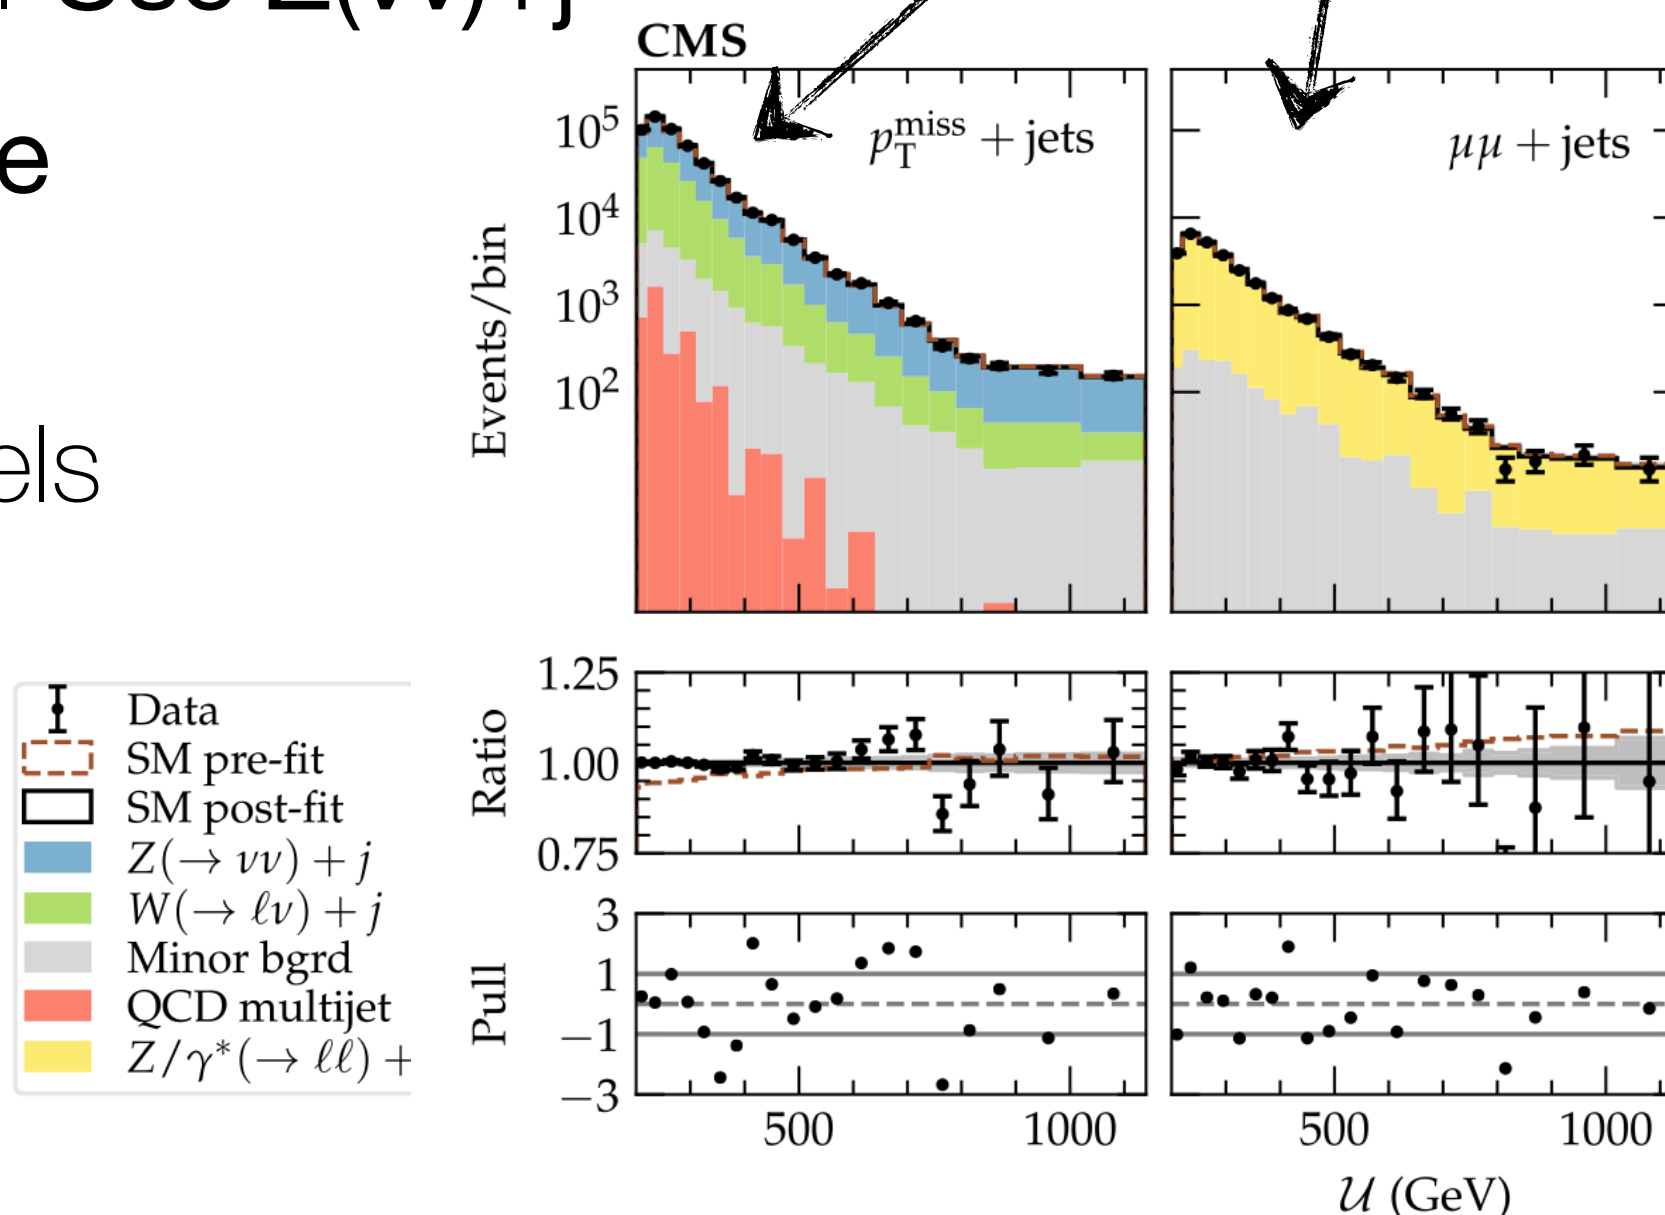 Use Z(W)+j
e
els
CMS
p_T^miss + jets
μμ + jets
Events/bin
10^5
10^4
10^3
10^2
Ratio
1.25
1.00
0.75
Data
SM pre-fit
SM post-fit
Z(→ νν) + j
W(→ ℓν) + j
Minor bgrd
QCD multijet
Z/γ*(→ ℓℓ) +
Pull
3
1
−1
−3
500 1000
500 1000
𝒰 (GeV)